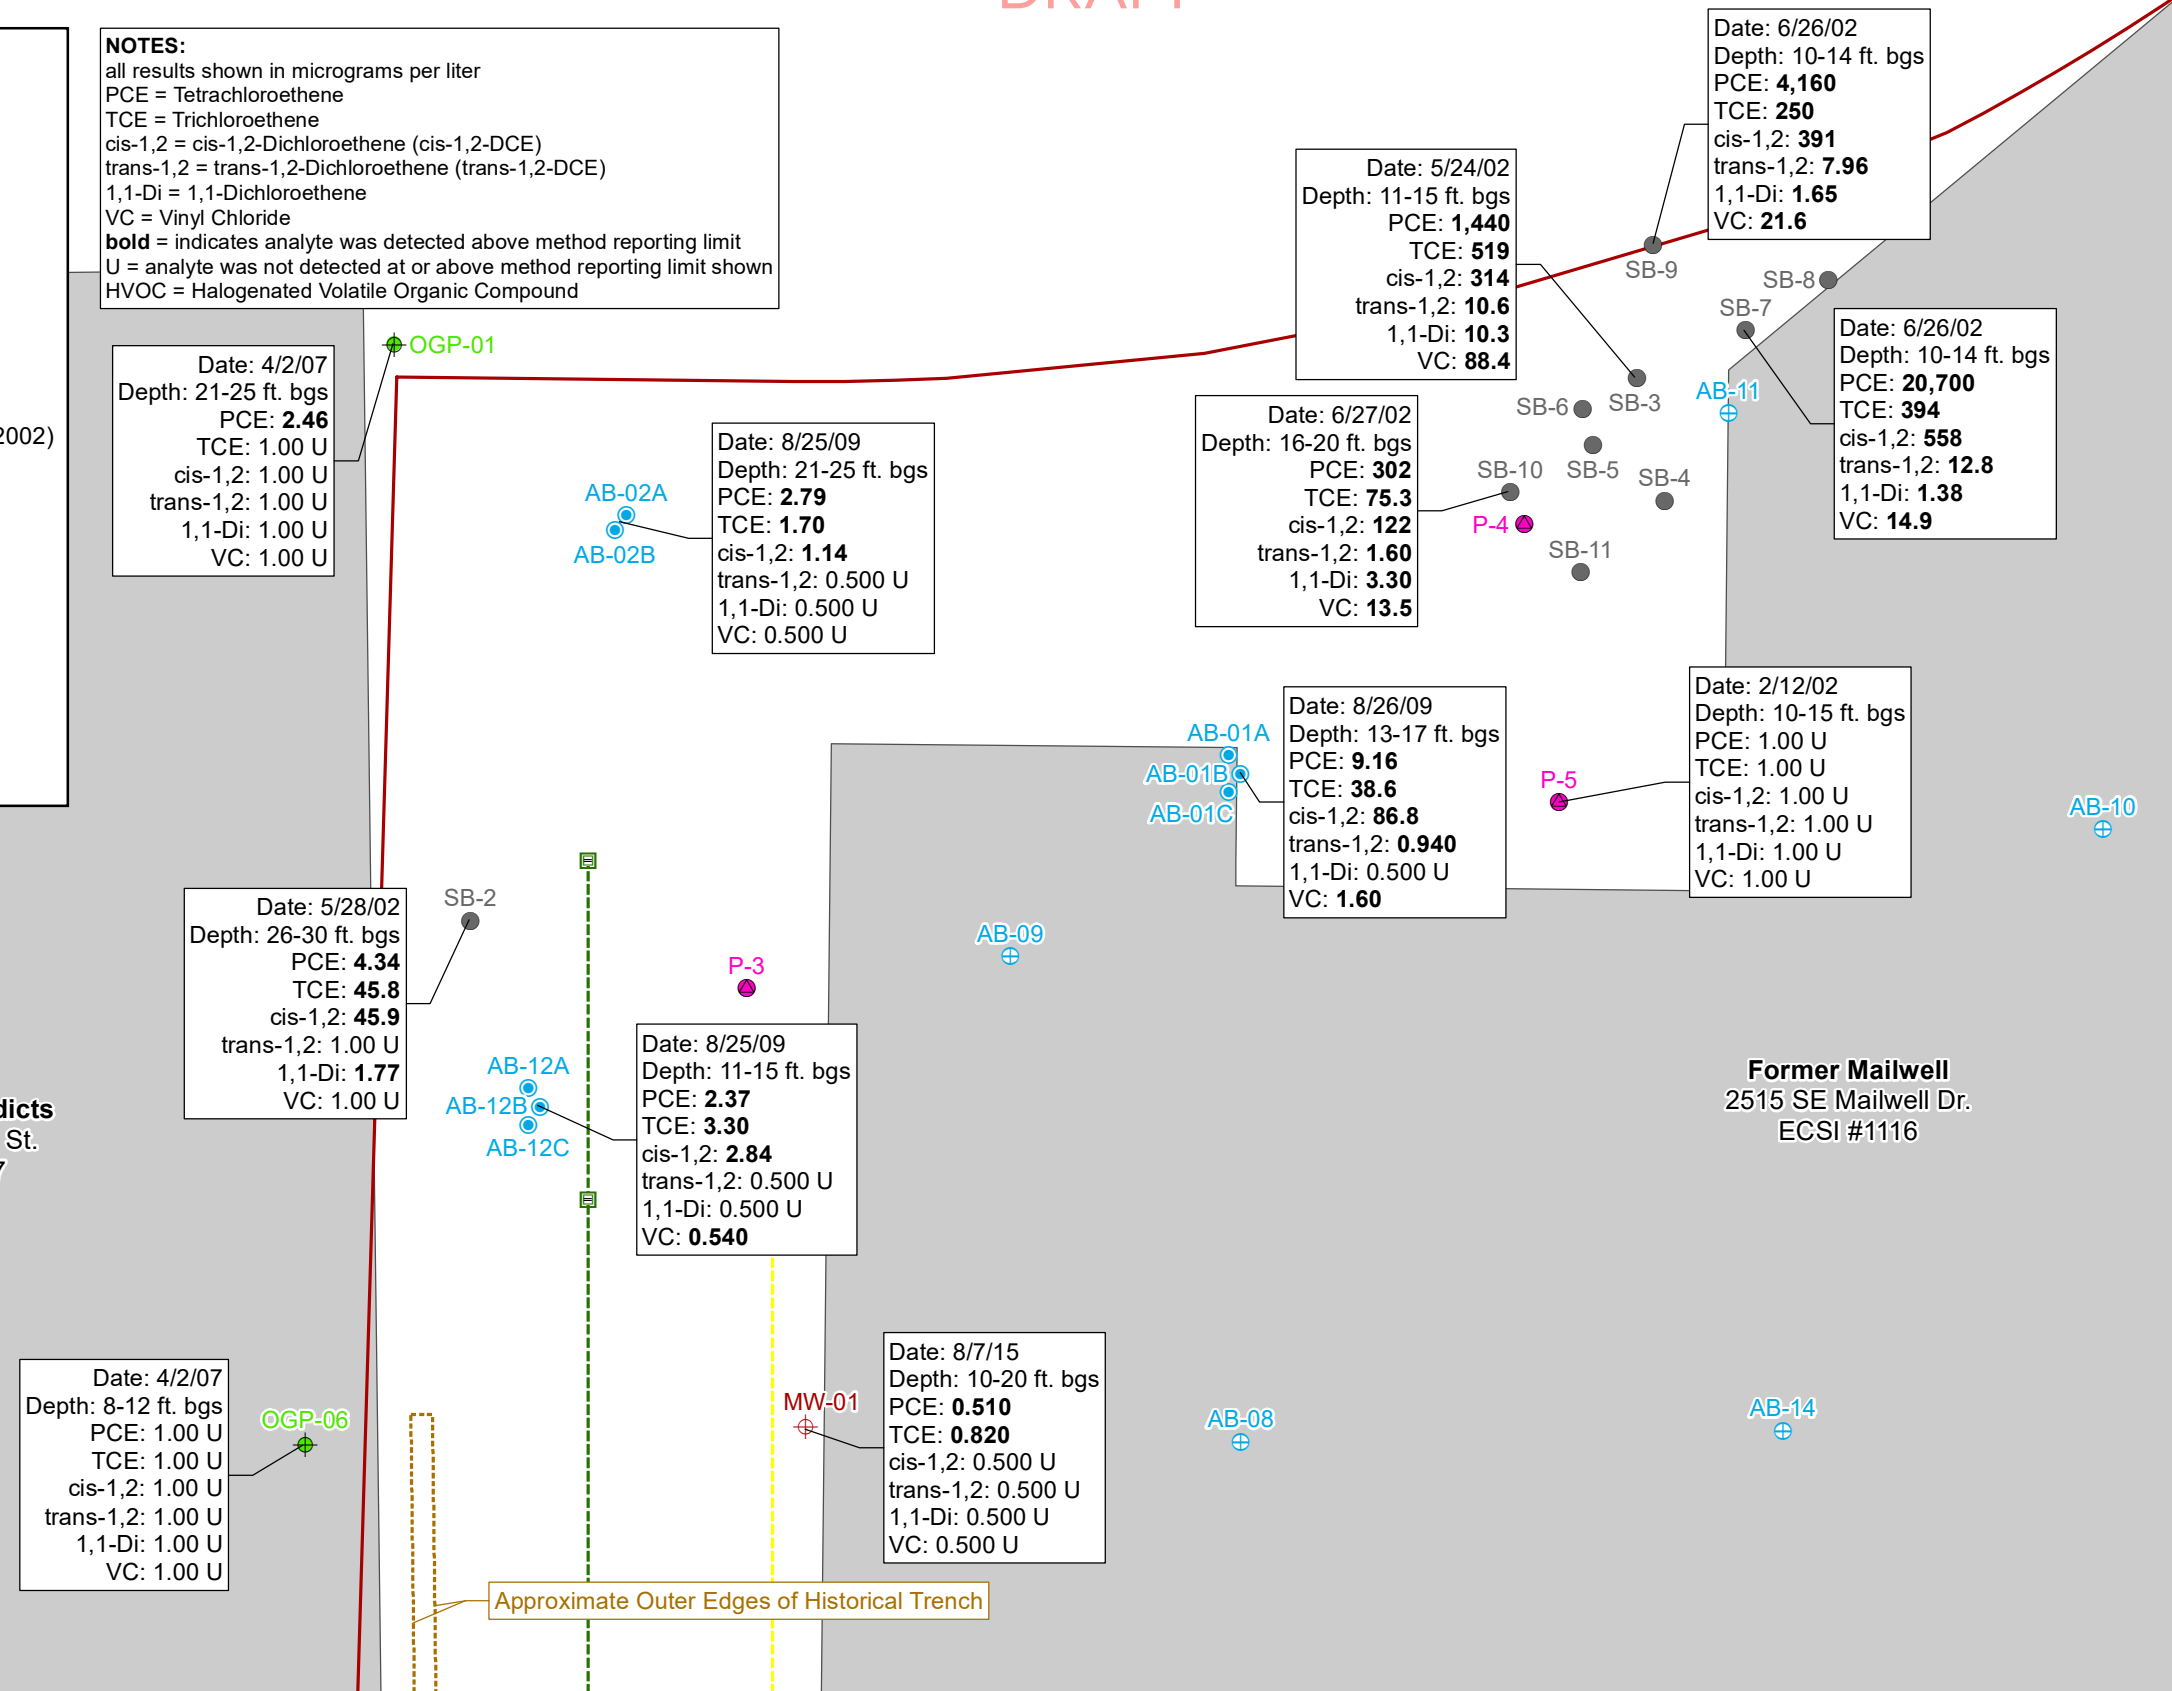 DRAFT
NOTES:
all results shown in micrograms per liter
PCE = Tetrachloroethene
TCE = Trichloroethene
cis-1,2 = cis-1,2-Dichloroethene (cis-1,2-DCE)
trans-1,2 = trans-1,2-Dichloroethene (trans-1,2-DCE)
1,1-Di = 1,1-Dichloroethene
VC = Vinyl Chloride
bold = indicates analyte was detected above method reporting limit
U = analyte was not detected at or above method reporting limit shown
HVOC = Halogenated Volatile Organic Compound
Date: 6/26/02
Depth: 10-14 ft. bgs
PCE: 4,160
TCE: 250
cis-1,2: 391
trans-1,2: 7.96
1,1-Di: 1.65
VC: 21.6
Date: 5/24/02
Depth: 11-15 ft. bgs
PCE: 1,440
TCE: 519
cis-1,2: 314
trans-1,2: 10.6
1,1-Di: 10.3
VC: 88.4
SB-9
SB-8
SB-7
Date: 6/26/02
Depth: 10-14 ft. bgs
PCE: 20,700
TCE: 394
cis-1,2: 558
trans-1,2: 12.8
1,1-Di: 1.38
VC: 14.9
OGP-01
Date: 4/2/07
Depth: 21-25 ft. bgs
PCE: 2.46
TCE: 1.00 U
cis-1,2: 1.00 U
trans-1,2: 1.00 U
1,1-Di: 1.00 U
VC: 1.00 U
2002)
AB-11
SB-6
SB-3
SB-10
SB-5
SB-4
P-4
SB-11
Date: 6/27/02
Depth: 16-20 ft. bgs
PCE: 302
TCE: 75.3
cis-1,2: 122
trans-1,2: 1.60
1,1-Di: 3.30
VC: 13.5
AB-02A
AB-02B
Date: 8/25/09
Depth: 21-25 ft. bgs
PCE: 2.79
TCE: 1.70
cis-1,2: 1.14
trans-1,2: 0.500 U
1,1-Di: 0.500 U
VC: 0.500 U
AB-01A
AB-01B
AB-01C
Date: 8/26/09
Depth: 13-17 ft. bgs
PCE: 9.16
TCE: 38.6
cis-1,2: 86.8
trans-1,2: 0.940
1,1-Di: 0.500 U
VC: 1.60
P-5
Date: 2/12/02
Depth: 10-15 ft. bgs
PCE: 1.00 U
TCE: 1.00 U
cis-1,2: 1.00 U
trans-1,2: 1.00 U
1,1-Di: 1.00 U
VC: 1.00 U
AB-10
SB-2
Date: 5/28/02
Depth: 26-30 ft. bgs
PCE: 4.34
TCE: 45.8
cis-1,2: 45.9
trans-1,2: 1.00 U
1,1-Di: 1.77
VC: 1.00 U
P-3
AB-09
AB-12A
AB-12B
AB-12C
Date: 8/25/09
Depth: 11-15 ft. bgs
PCE: 2.37
TCE: 3.30
cis-1,2: 2.84
trans-1,2: 0.500 U
1,1-Di: 0.500 U
VC: 0.540
Former Mailwell
2515 SE Mailwell Dr.
ECSI #1116
dicts
St.
Date: 4/2/07
Depth: 8-12 ft. bgs
PCE: 1.00 U
TCE: 1.00 U
cis-1,2: 1.00 U
trans-1,2: 1.00 U
1,1-Di: 1.00 U
VC: 1.00 U
OGP-06
MW-01
Date: 8/7/15
Depth: 10-20 ft. bgs
PCE: 0.510
TCE: 0.820
cis-1,2: 0.500 U
trans-1,2: 0.500 U
1,1-Di: 0.500 U
VC: 0.500 U
AB-08
AB-14
Approximate Outer Edges of Historical Trench